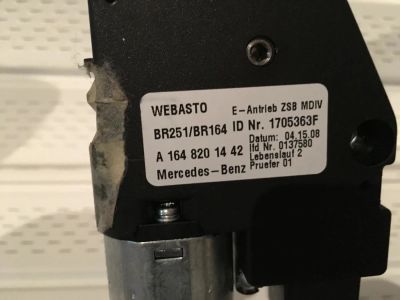 WEBASTO E-Antrieb ZSB MDIV
BR251/BR164 ID Nr. 1705363F
Datum: 04.15.08
A 164 820 14 42 lfd Nr. 0137580
Lebenslauf 2
Mercedes-Benz Pruefer 01